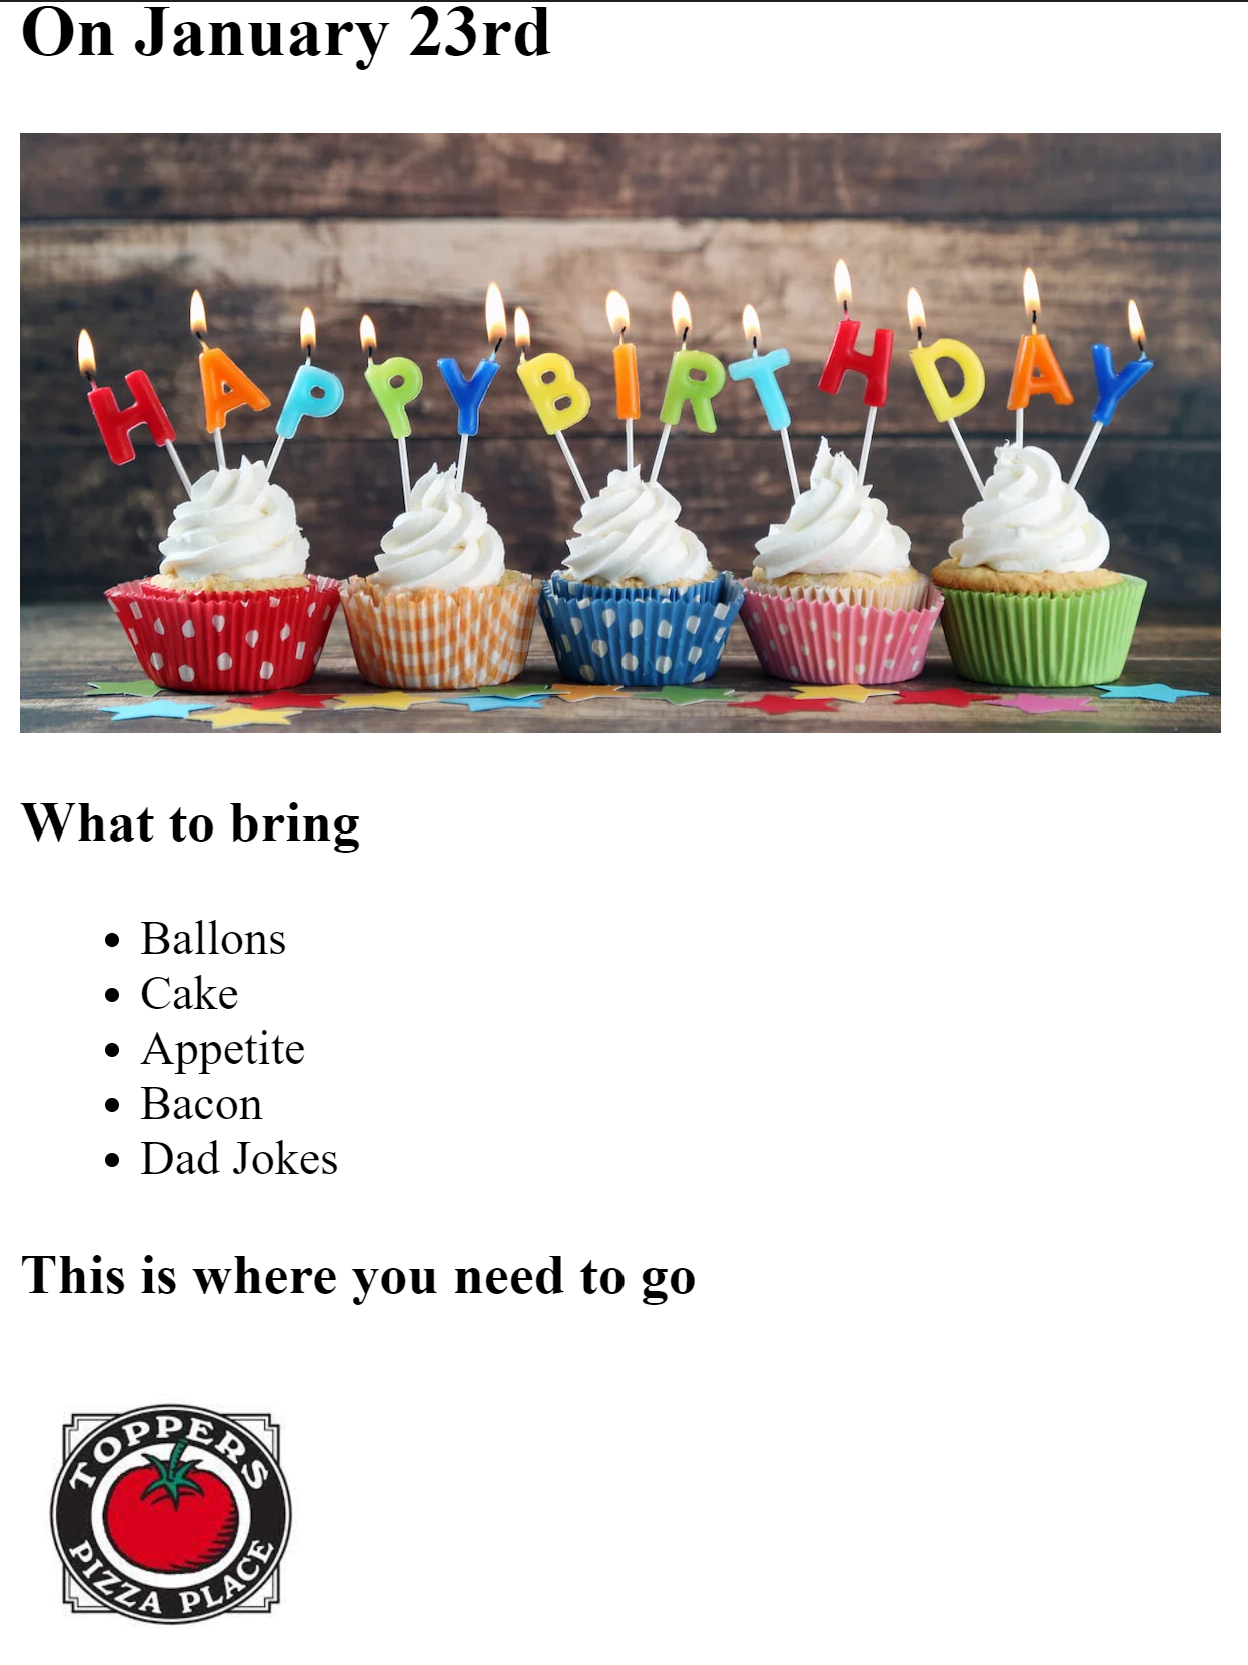 On January 23rd
HAPPY BIRTHDAY
What to bring
Ballons
Cake
Appetite
Bacon
Dad Jokes
This is where you need to go
TOPPERS
PIZZA PLACE